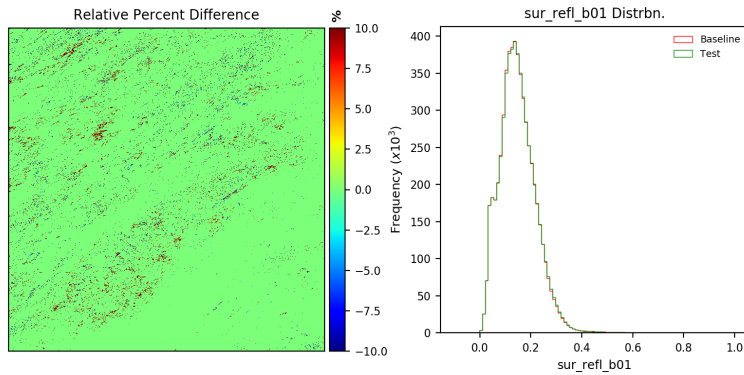 Relative Percent Difference
%
10.0
7.5
5.0
2.5
0.0
−2.5
−5.0
−7.5
−10.0
sur_refl_b01 Distrbn.
Baseline
Test
Frequency (x10³)
400
350
300
250
200
150
100
50
0
0.0 0.2 0.4 0.6 0.8 1.0
sur_refl_b01